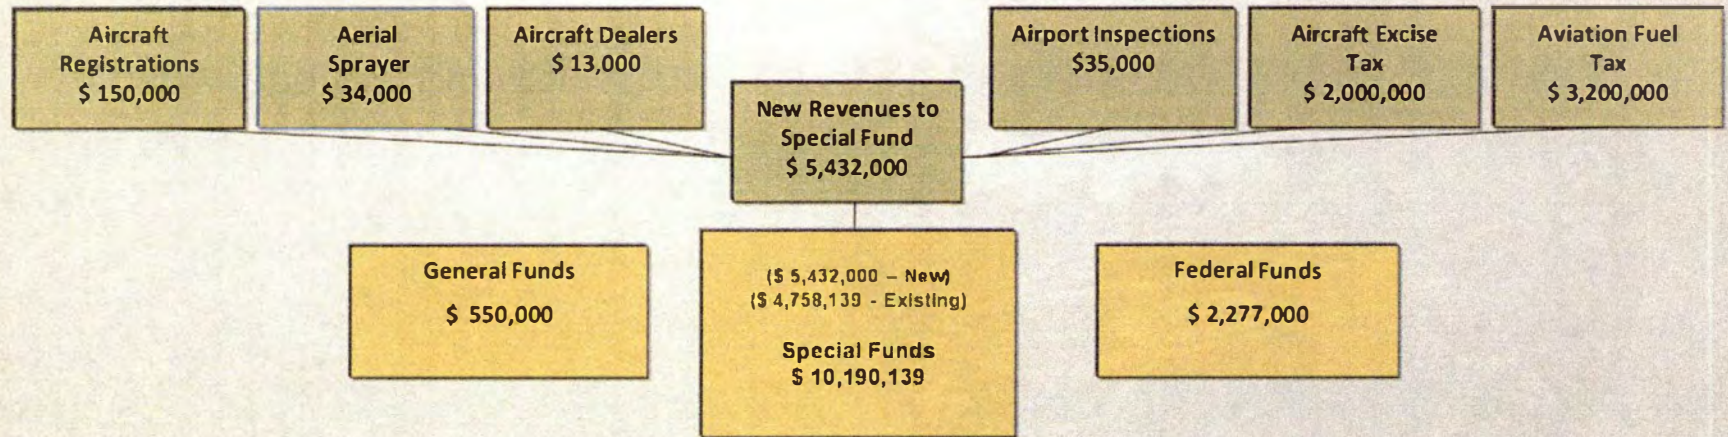 Aircraft
Registrations
$ 150,000
Aerial
Sprayer
$ 34,000
Aircraft Dealers
$ 13,000
Airport Inspections
$35,000
Aircraft Excise
Tax
$ 2,000,000
Aviation Fuel
Tax
$ 3,200,000
New Revenues to
Special Fund
$ 5,432,000
General Funds
$ 550,000
($ 5,432,000 – New)
($ 4,758,139 - Existing)
Special Funds
$ 10,190,139
Federal Funds
$ 2,277,000